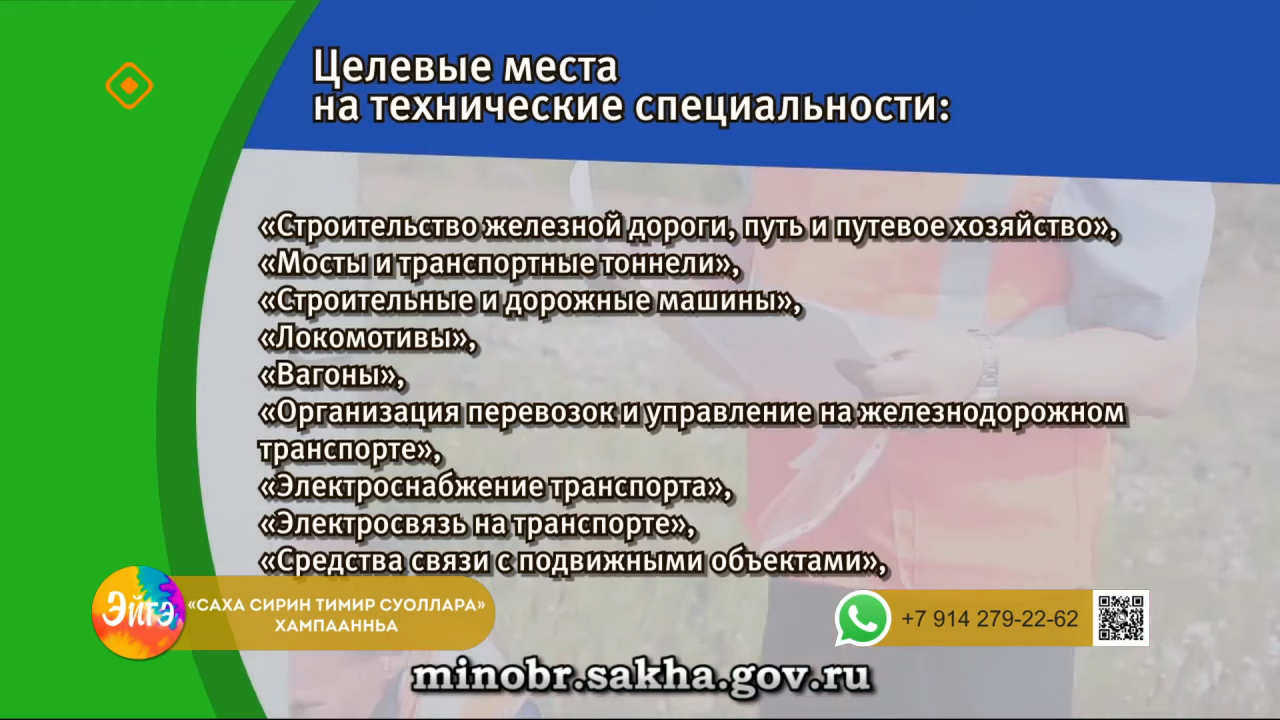 Целевые места
на технические специальности:
«Строительство железной дороги, путь и путевое хозяйство»,
«Мосты и транспортные тоннели»,
«Строительные и дорожные машины»,
«Локомотивы»,
«Вагоны»,
«Организация перевозок и управление на железнодорожном
транспорте»,
«Электроснабжение транспорта»,
«Электросвязь на транспорте»,
«Средства связи с подвижными объектами»,
Эйгэ
«САХА СИРИН ТИМИР СУОЛЛАРА»
ХАМПААННЬА
+7 914 279-22-62
minobr.sakha.gov.ru